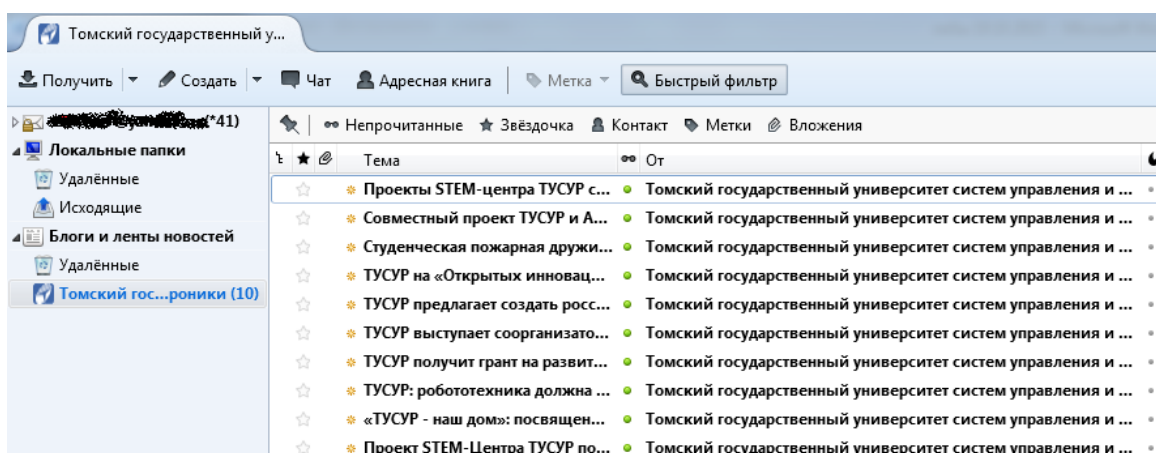 Томский государственный у...
Получить Создать Чат Адресная книга Метка Быстрый фильтр
(*41)
Непрочитанные Звёздочка Контакт Метки Вложения
Локальные папки
Тема От
Удалённые
Проекты STEM-центра ТУСУР с... Томский государственный университет систем управления и ...
Исходящие
Совместный проект ТУСУР и А... Томский государственный университет систем управления и ...
Блоги и ленты новостей
Студенческая пожарная дружи... Томский государственный университет систем управления и ...
Удалённые
ТУСУР на «Открытых инновац... Томский государственный университет систем управления и ...
Томский гос...роники (10)
ТУСУР предлагает создать росс... Томский государственный университет систем управления и ...
ТУСУР выступает соорганизато... Томский государственный университет систем управления и ...
ТУСУР получит грант на развит... Томский государственный университет систем управления и ...
ТУСУР: робототехника должна ... Томский государственный университет систем управления и ...
«ТУСУР - наш дом»: посвящен... Томский государственный университет систем управления и ...
Проект STEM-Центра ТУСУР по... Томский государственный университет систем управления и ...